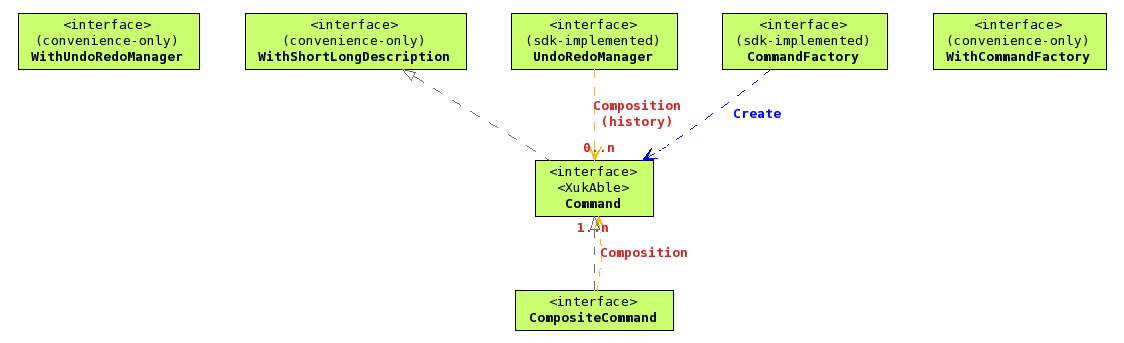 <interface>
(convenience-only)
WithUndoRedoManager
<interface>
(convenience-only)
WithShortLongDescription
<interface>
(sdk-implemented)
UndoRedoManager
<interface>
(sdk-implemented)
CommandFactory
<interface>
(convenience-only)
WithCommandFactory
Composition
(history)
Create
0..n
<interface>
<XukAble>
Command
1..n
Composition
<interface>
CompositeCommand